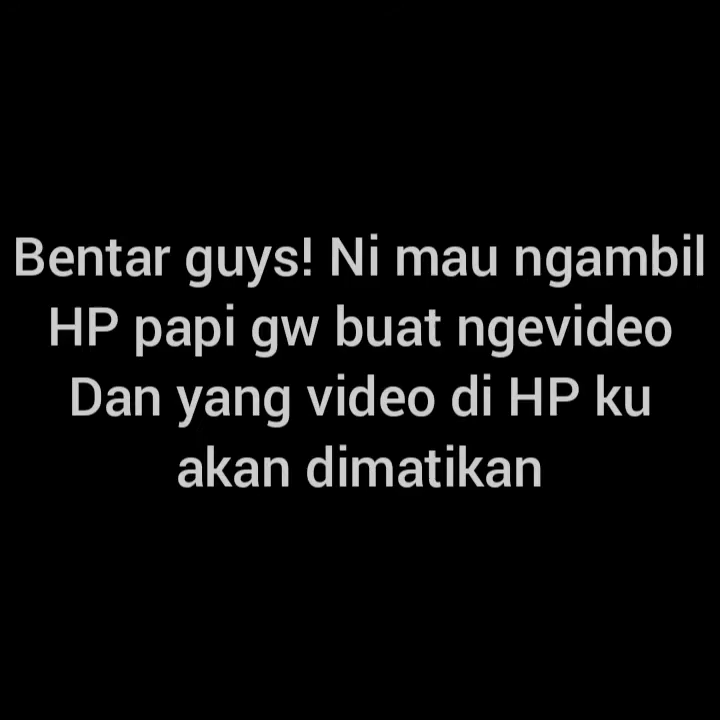 Bentar guys! Ni mau ngambil
HP papi gw buat ngevideo
Dan yang video di HP ku
akan dimatikan